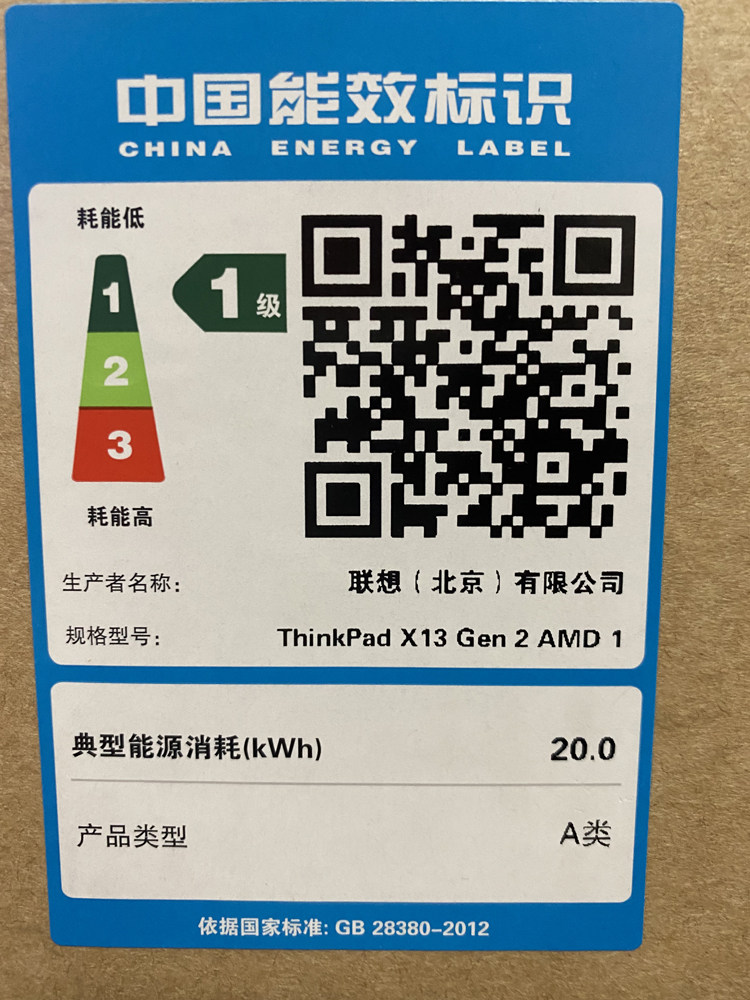 中国能效标识
CHINA ENERGY LABEL
耗能低
1
1级
2
3
耗能高
生产者名称: 联想（北京）有限公司
规格型号: ThinkPad X13 Gen 2 AMD 1
典型能源消耗(kWh) 20.0
产品类型 A类
依据国家标准: GB 28380-2012